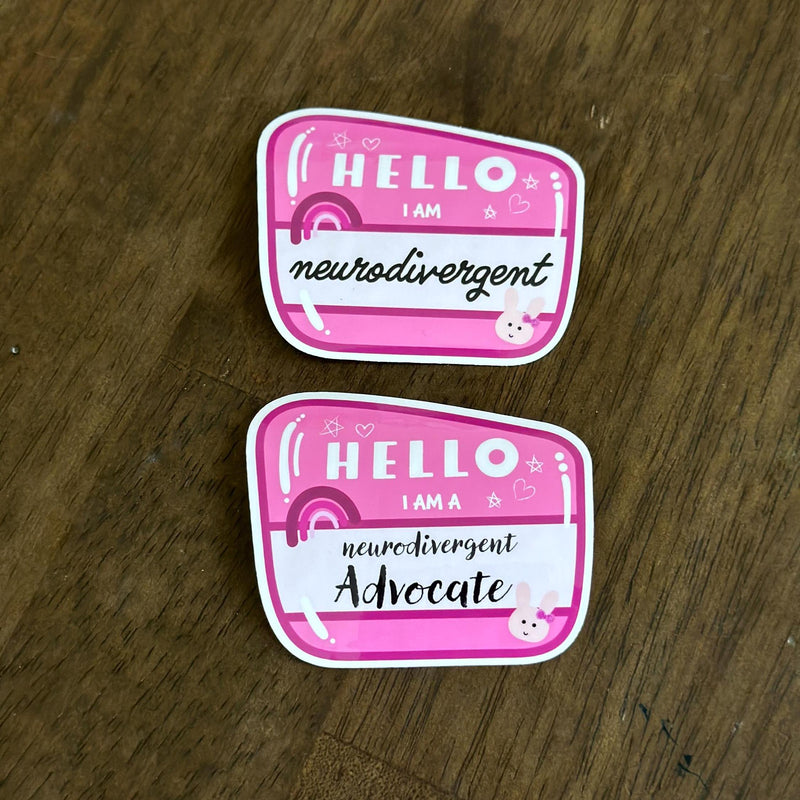 HELLO
I AM
neurodivergent
HELLO
I AM A
neurodivergent
Advocate